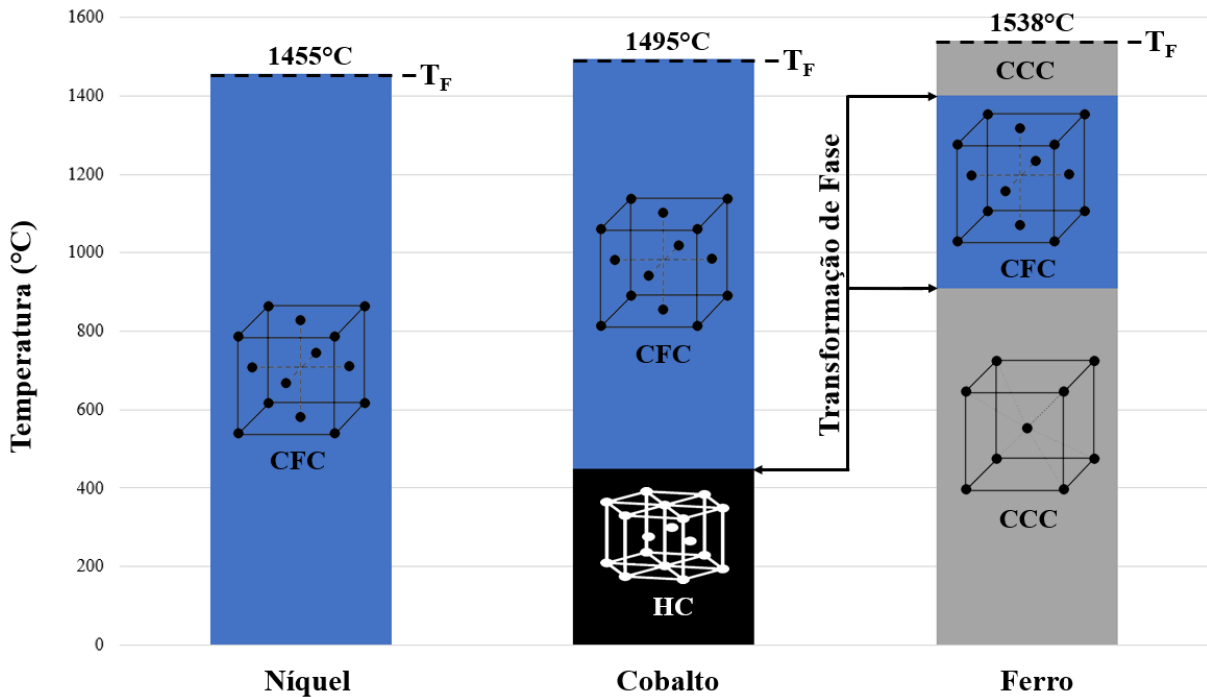 1600
1400
1200
1000
800
600
400
200
0
Temperatura (°C)
1455°C
T_F
CFC
Níquel
1495°C
T_F
CFC
HC
Cobalto
Transformação de Fase
1538°C
T_F
CCC
CFC
CCC
Ferro